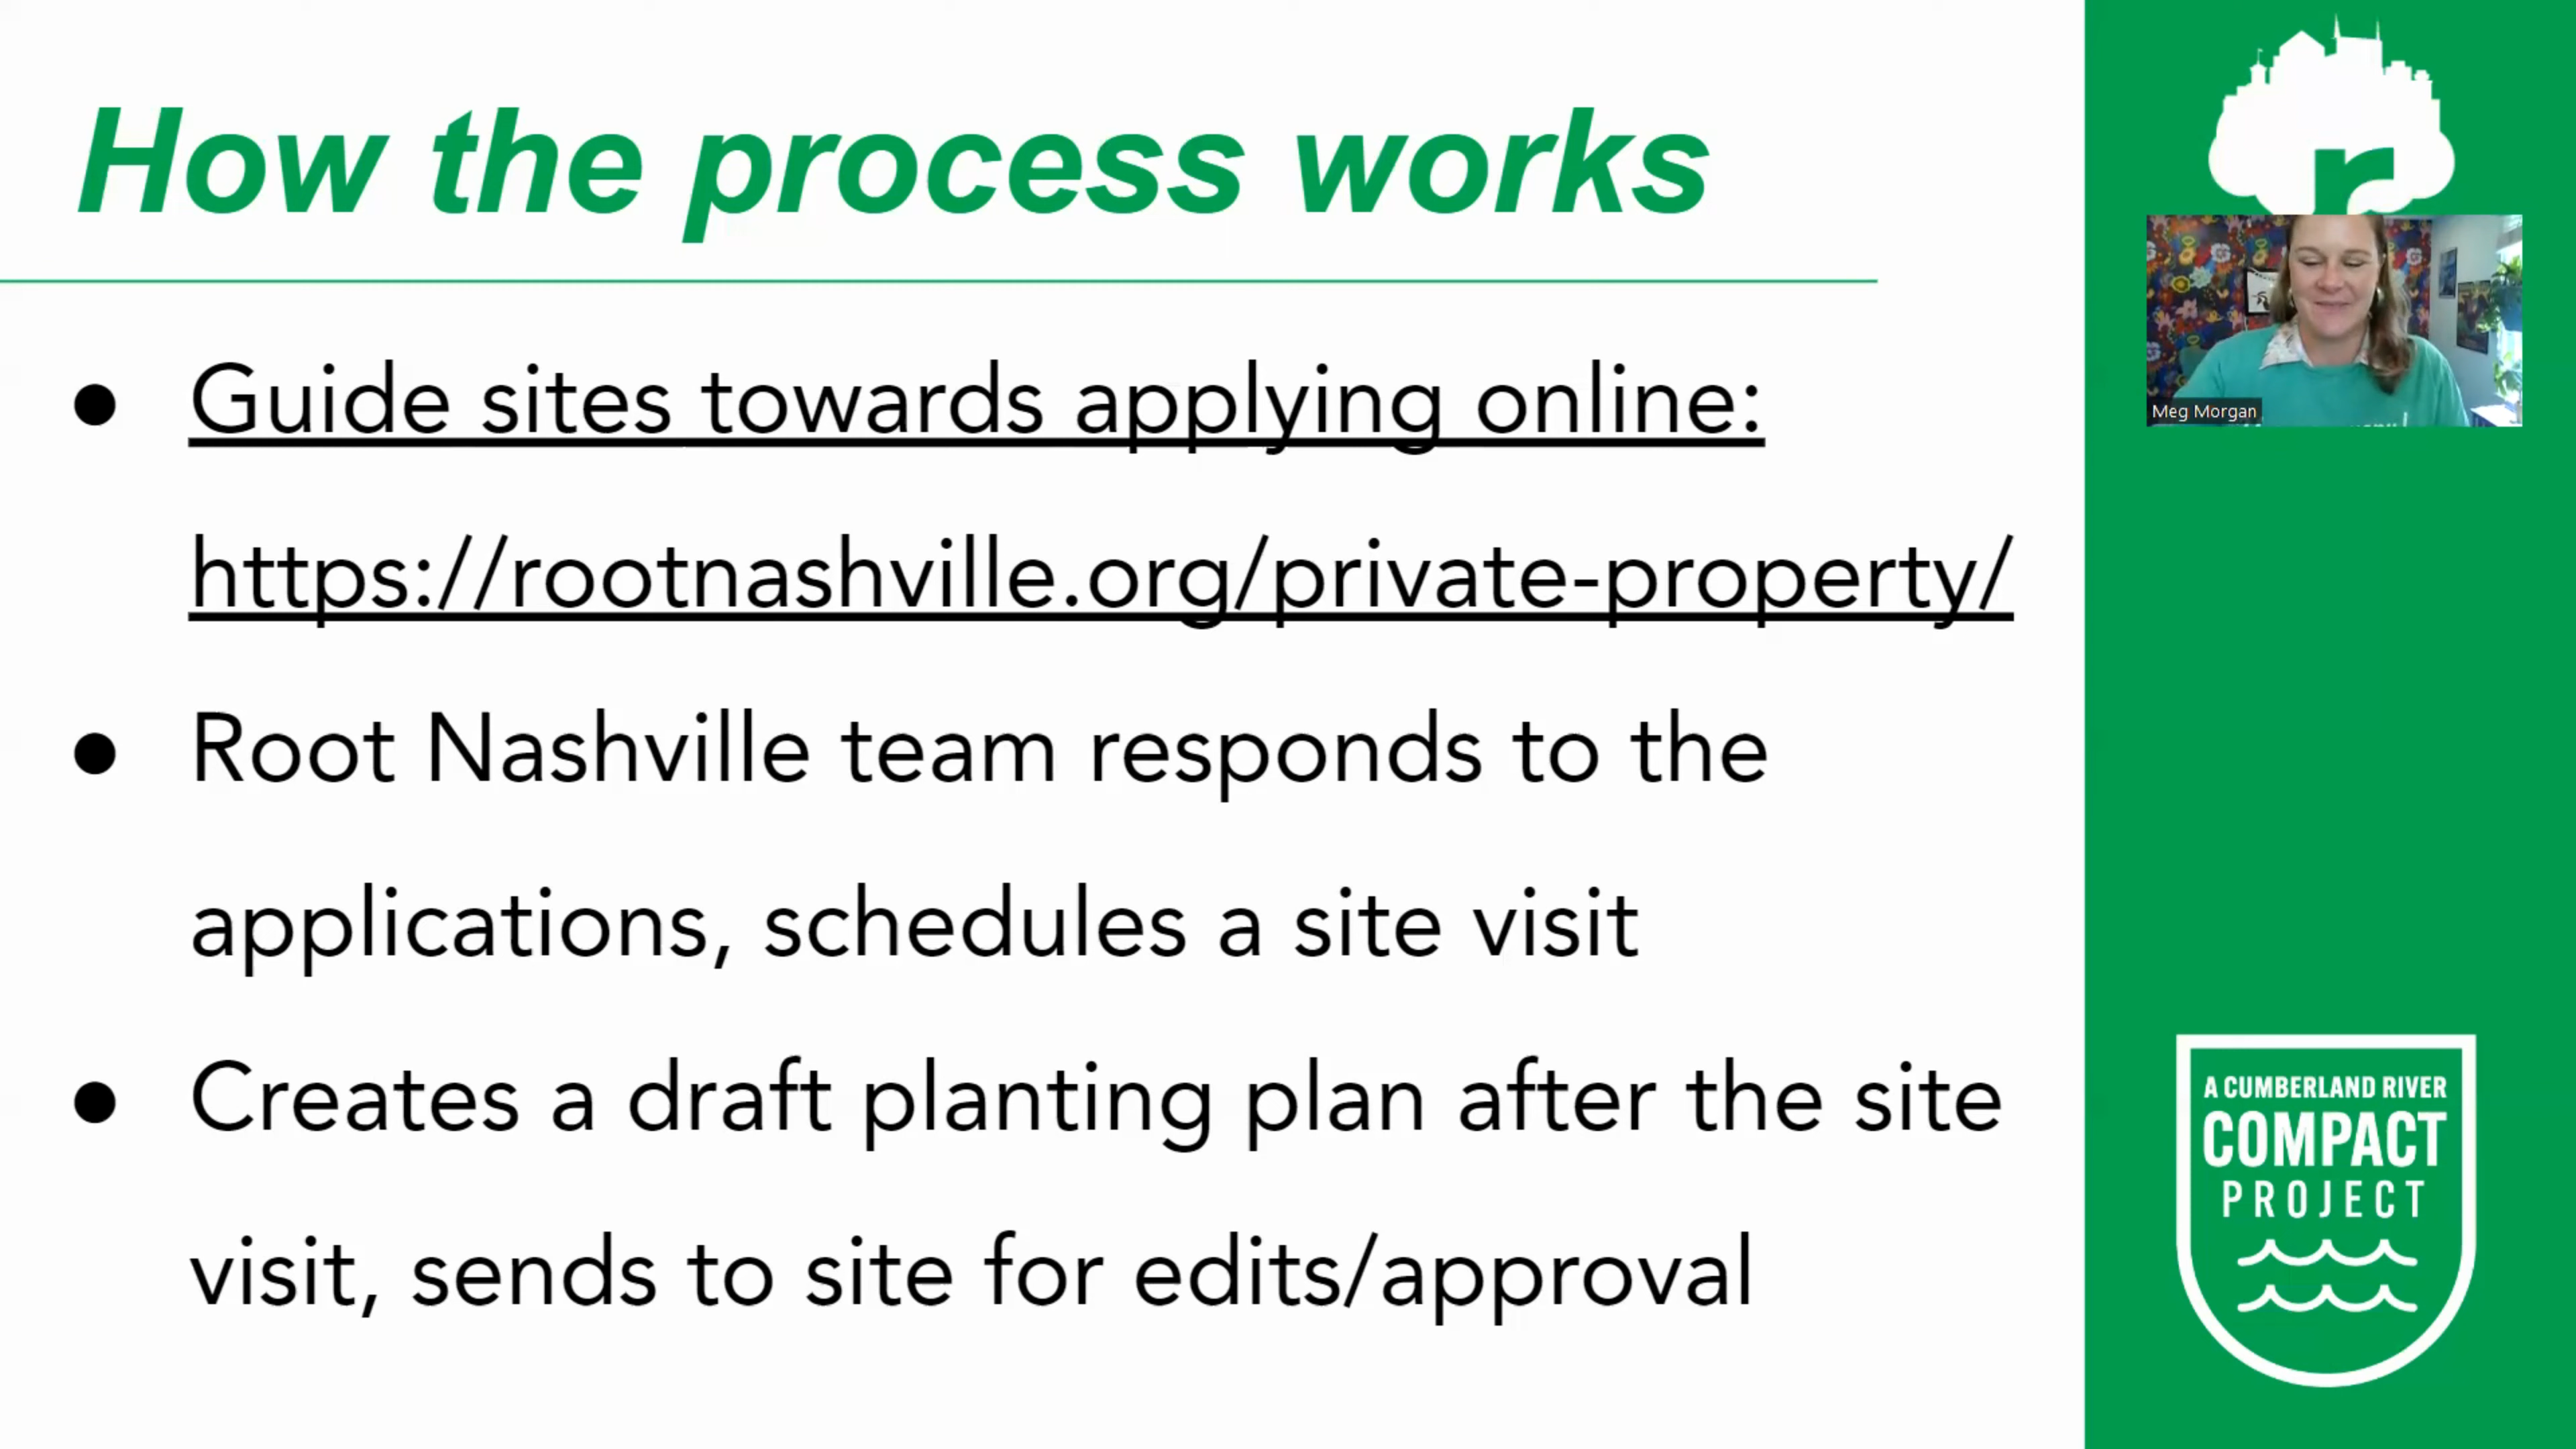 How the process works
● Guide sites towards applying online:
https://rootnashville.org/private-property/
● Root Nashville team responds to the
applications, schedules a site visit
● Creates a draft planting plan after the site
visit, sends to site for edits/approval
r
Meg Morgan
A CUMBERLAND RIVER
COMPACT
PROJECT